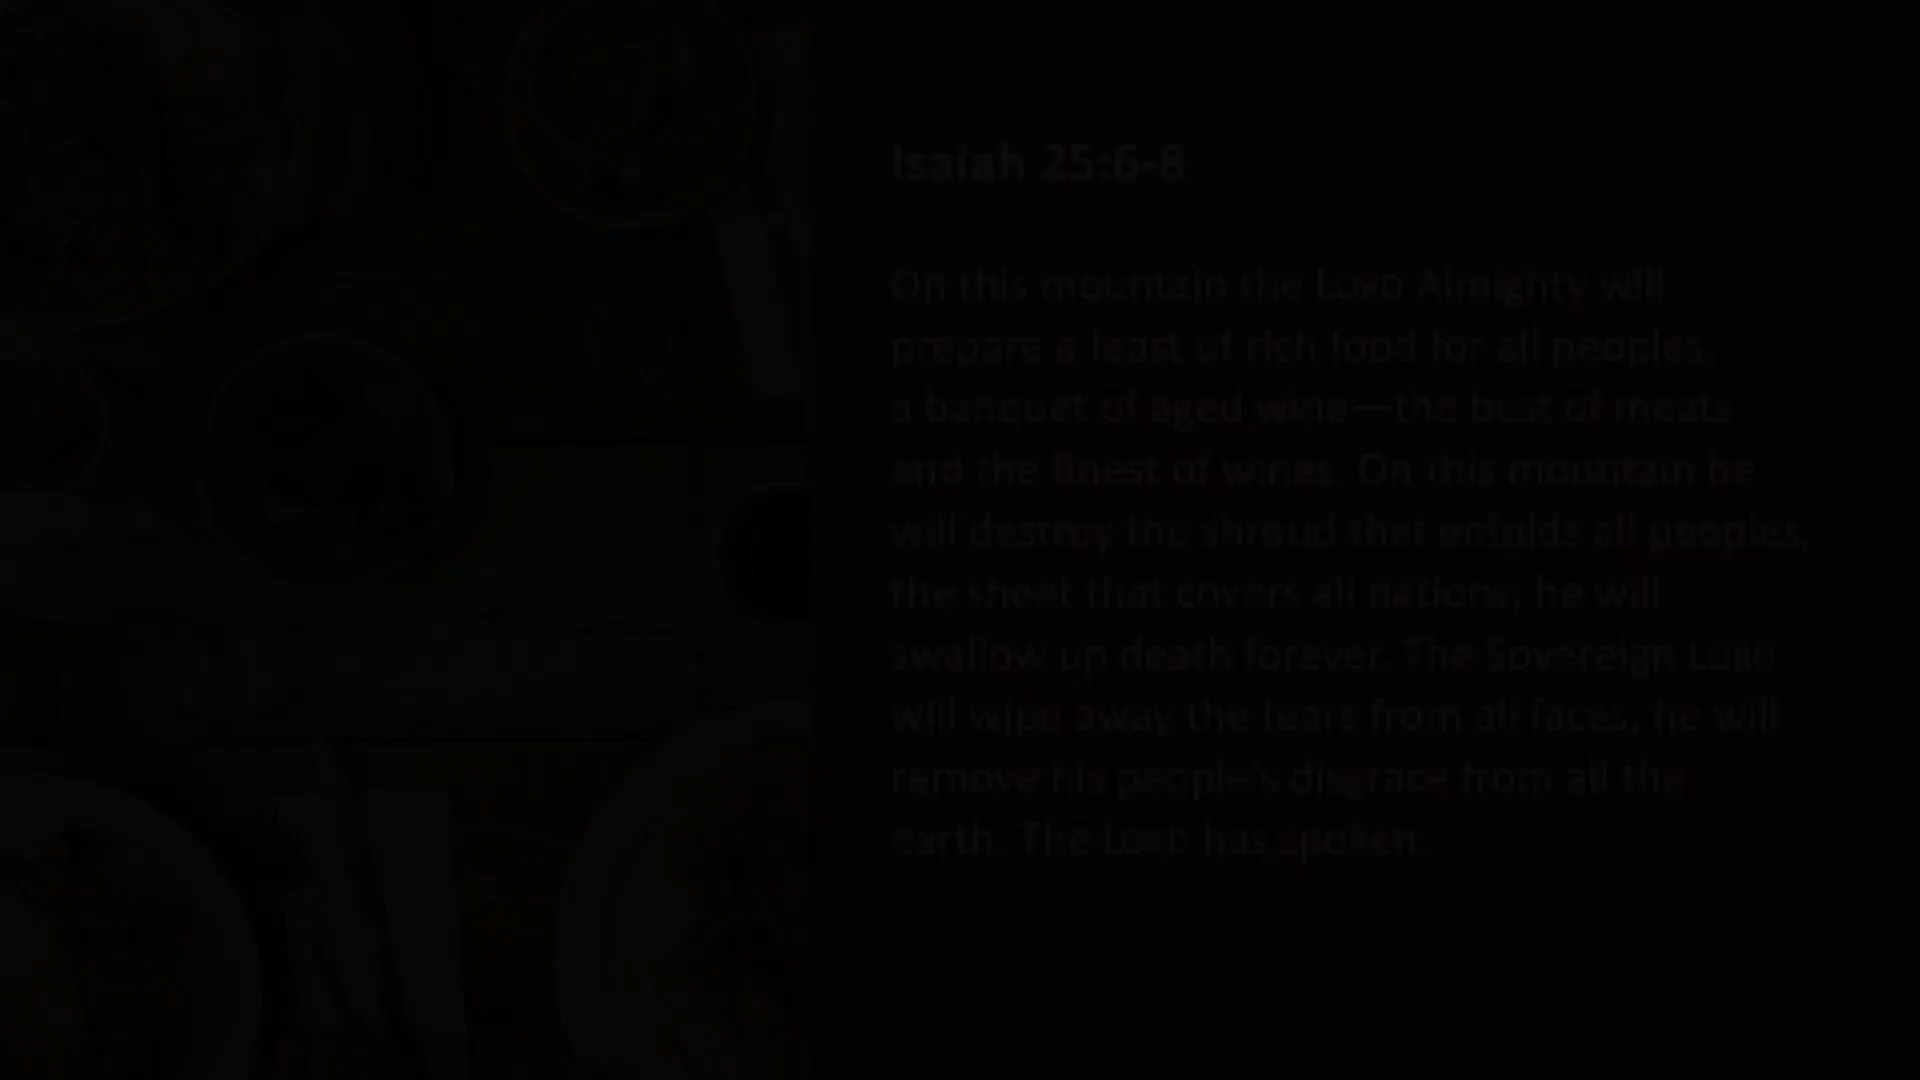 Isaiah 25:6-8
On this mountain the LORD Almighty will
prepare a feast of rich food for all peoples,
a banquet of aged wine—the best of meats
and the finest of wines. On this mountain he
will destroy the shroud that enfolds all peoples,
the sheet that covers all nations; he will
swallow up death forever. The Sovereign LORD
will wipe away the tears from all faces; he will
remove his people's disgrace from all the
earth. The LORD has spoken.